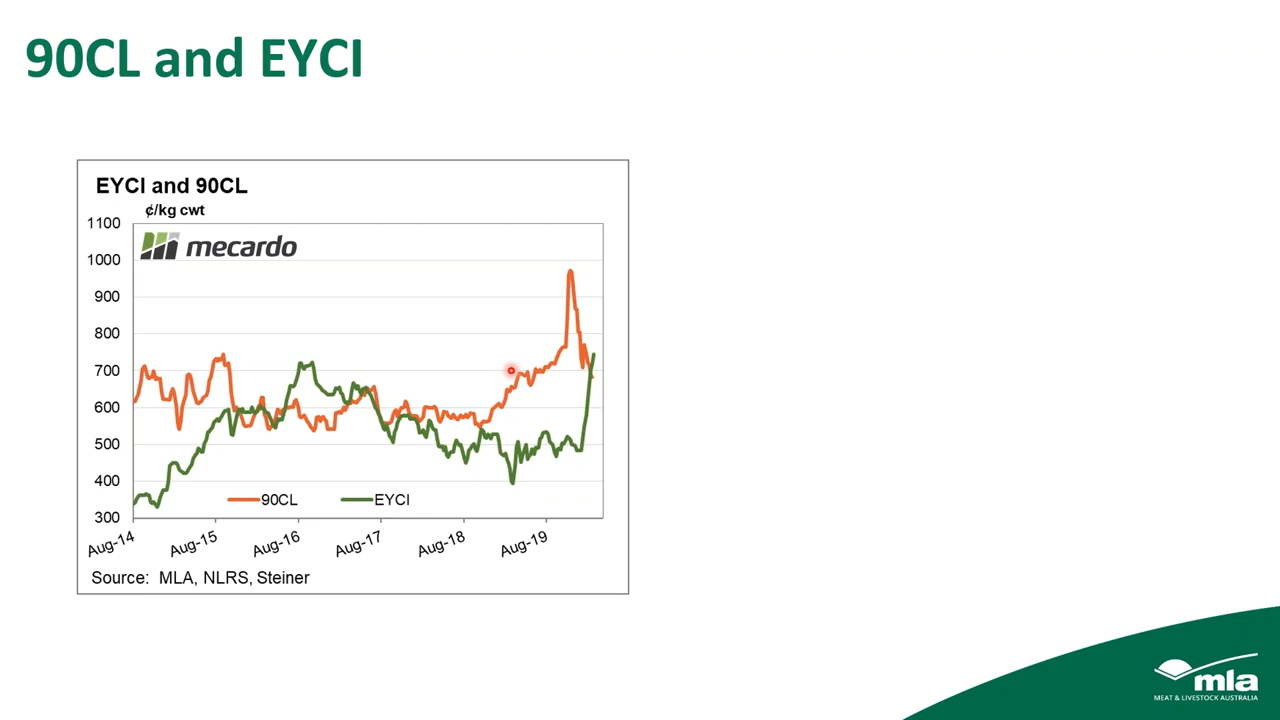 90CL and EYCI
EYCI and 90CL
¢/kg cwt
1100
mecardo
1000
900
800
700
600
500
400
300
90CL
EYCI
Aug-14
Aug-15
Aug-16
Aug-17
Aug-18
Aug-19
Source: MLA, NLRS, Steiner
mla
MEAT & LIVESTOCK AUSTRALIA